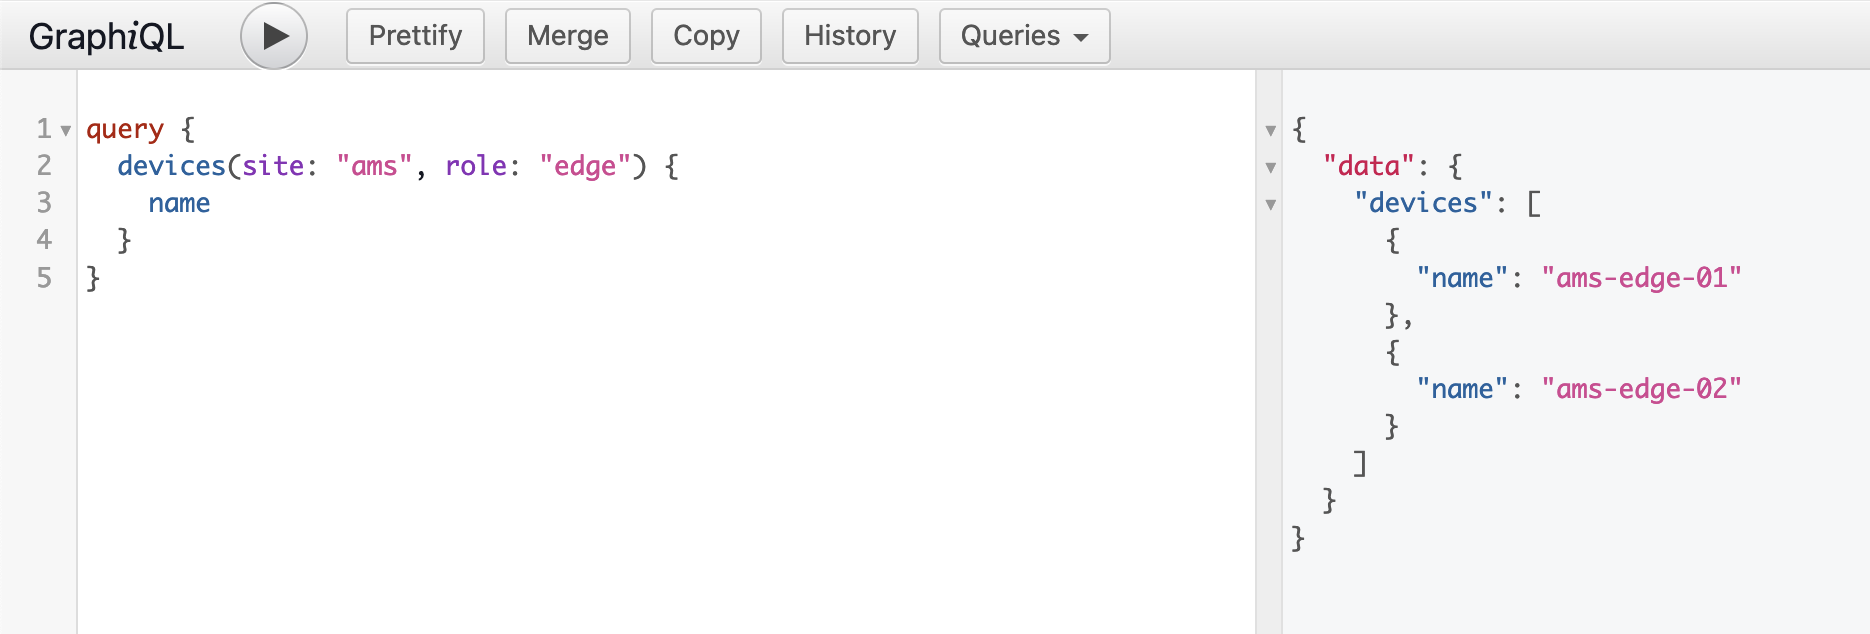 GraphiQL Prettify Merge Copy History Queries
1 query {
2 devices(site: "ams", role: "edge") {
3 name
4 }
5 }
{
"data": {
"devices": [
{
"name": "ams-edge-01"
},
{
"name": "ams-edge-02"
}
]
}
}